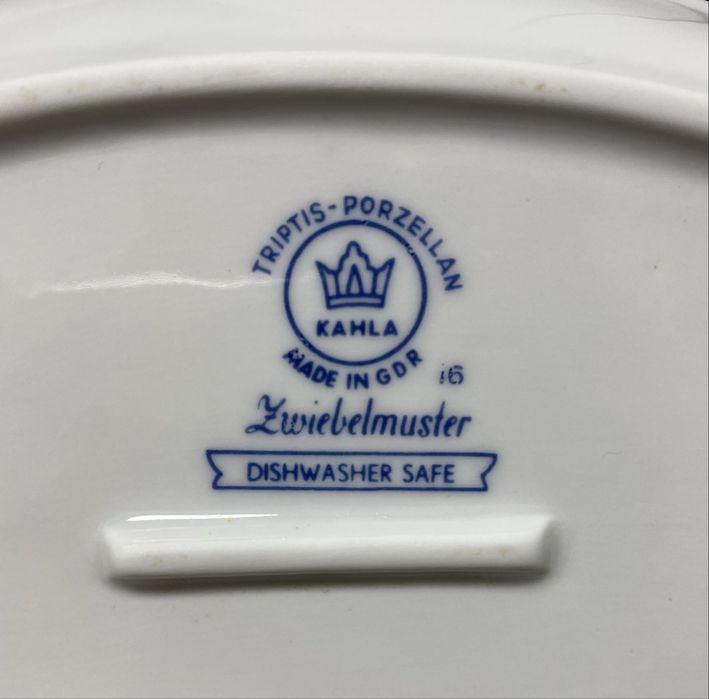 TRIPTIS-PORZELLAN
KAHLA
MADE IN GDR
16
Zwiebelmuster
DISHWASHER SAFE